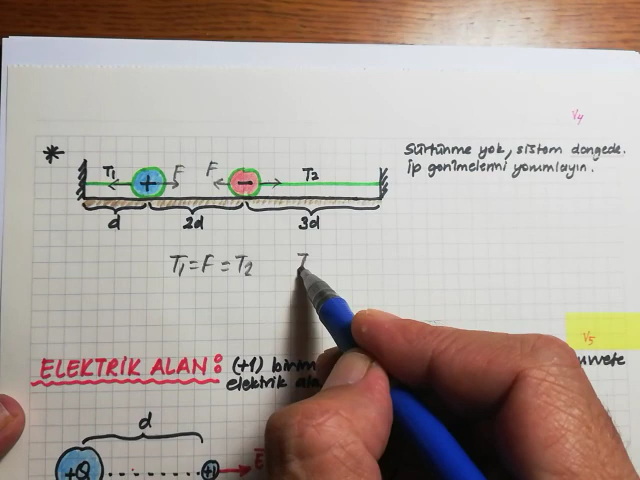 V4
Sürtünme yok, sistem dengede.
İp gerilmelerini yorumlayın.
*
T₁ + F F − T₂
d 2d 3d
T₁ = F = T₂ T
V5
ELEKTRİK ALAN: (+1) birim
elektrik
d
+Q +1 E